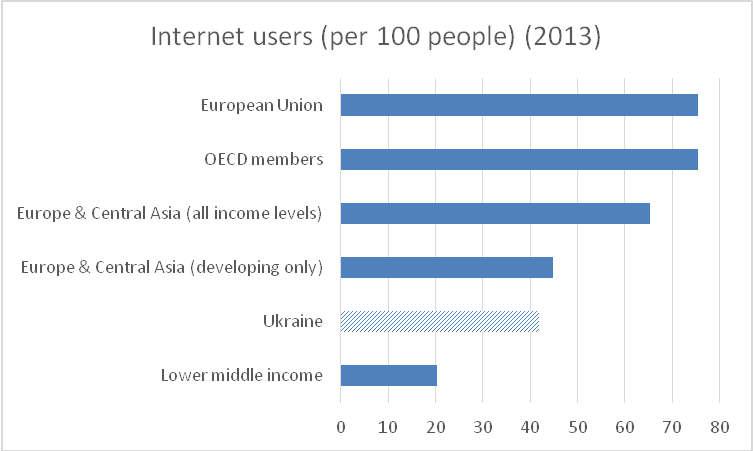 Internet users (per 100 people) (2013)
European Union
OECD members
Europe & Central Asia (all income levels)
Europe & Central Asia (developing only)
Ukraine
Lower middle income
0 10 20 30 40 50 60 70 80